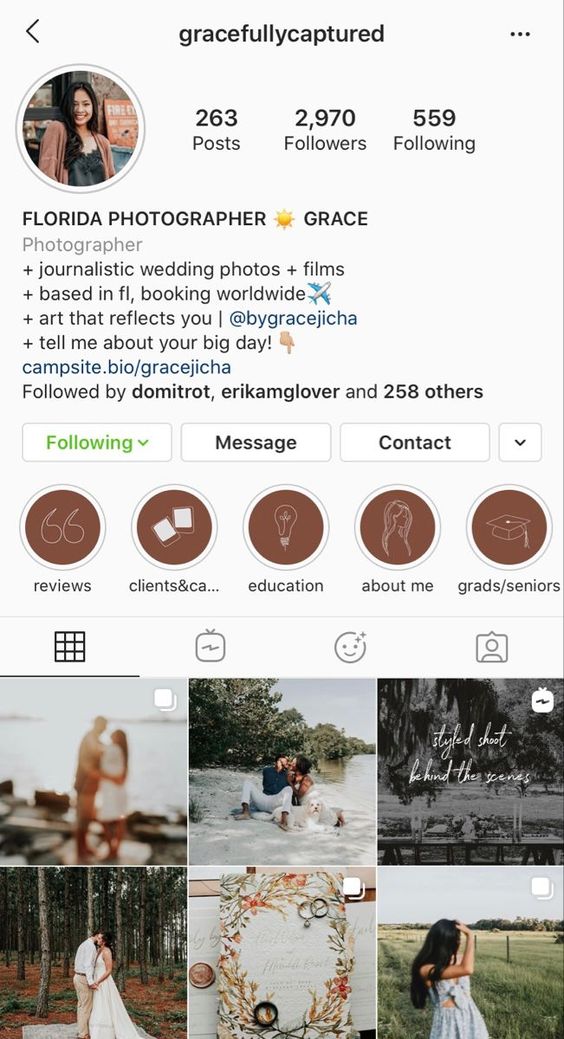 gracefullycaptured
263 2,970 559
Posts Followers Following
FLORIDA PHOTOGRAPHER ☀️ GRACE
Photographer
+ journalistic wedding photos + films
+ based in fl, booking worldwide✈️
+ art that reflects you | @bygracejicha
+ tell me about your big day! 👇🏼
campsite.bio/gracejicha
Followed by domitrot, erikamglover and 258 others
Following Message Contact
reviews clients&ca... education about me grads/seniors
styled shoot
behind the scenes